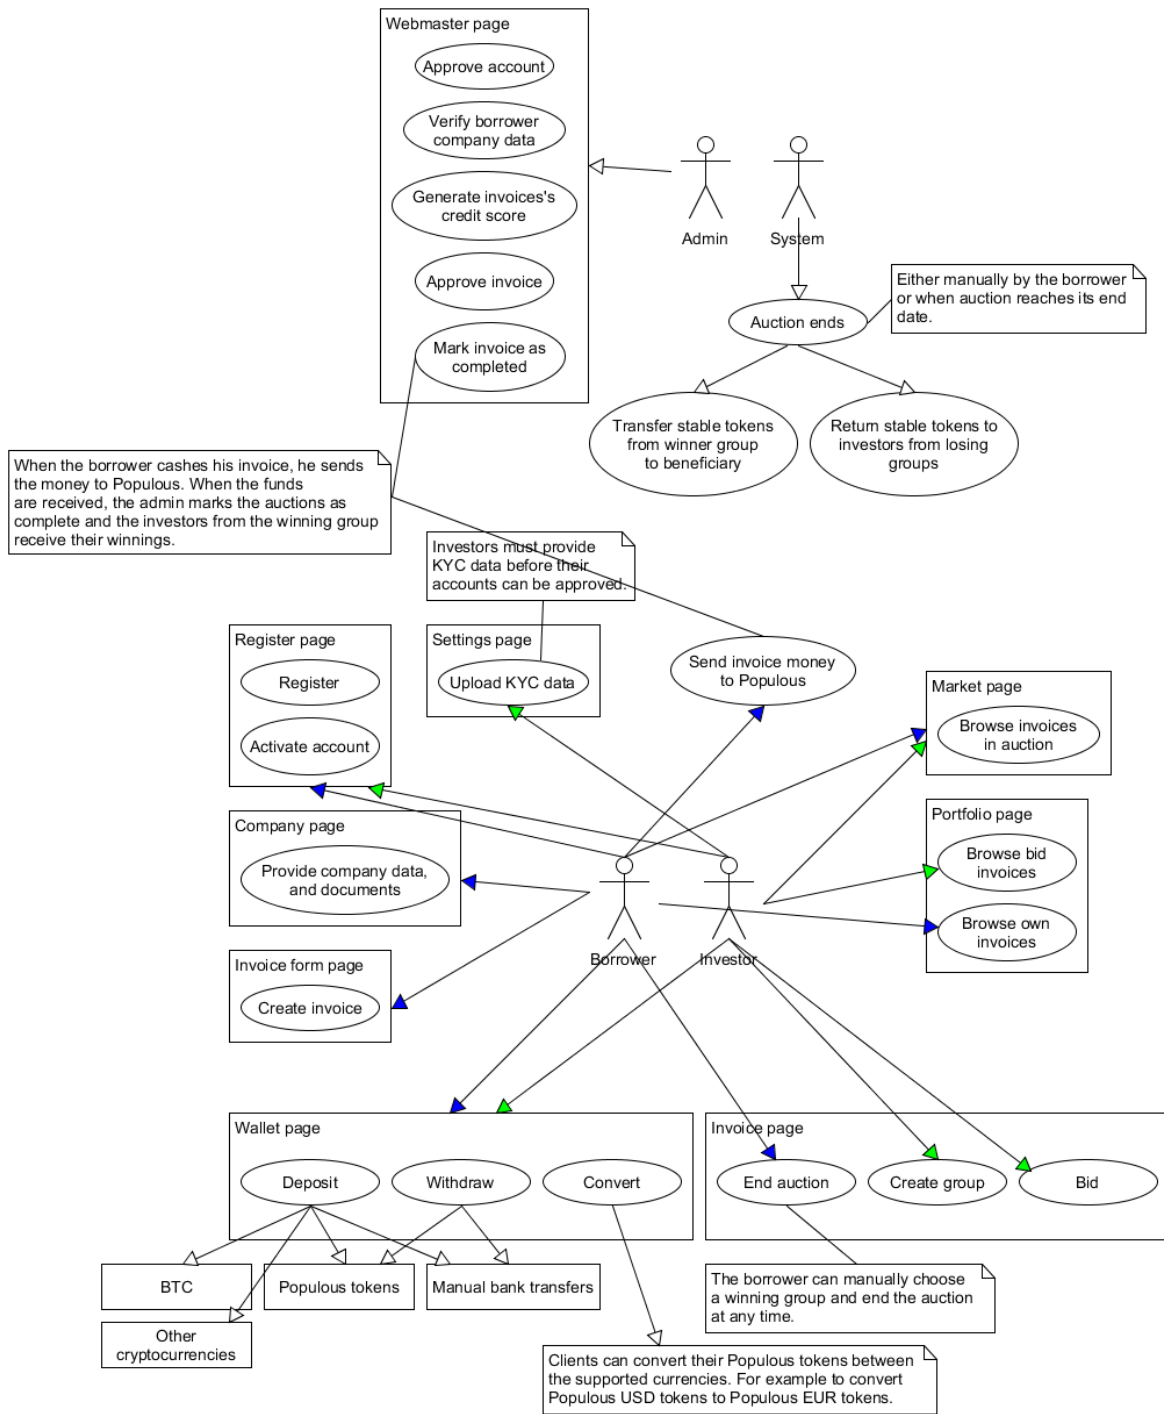 Webmaster page
Approve account
Verify borrower
company data
Generate invoices's
credit score
Approve invoice
Mark invoice as
completed
Admin
System
Either manually by the borrower
or when auction reaches its end
date.
Auction ends
Transfer stable tokens
from winner group
to beneficiary
Return stable tokens to
investors from losing
groups
When the borrower cashes his invoice, he sends
the money to Populous. When the funds
are received, the admin marks the auctions as
complete and the investors from the winning group
receive their winnings.
Investors must provide
KYC data before their
accounts can be approved.
Register page
Register
Activate account
Settings page
Upload KYC data
Send invoice money
to Populous
Market page
Browse invoices
in auction
Company page
Provide company data,
and documents
Portfolio page
Browse bid
invoices
Browse own
invoices
Invoice form page
Create invoice
Borrower
Investor
Wallet page
Deposit
Withdraw
Convert
Invoice page
End auction
Create group
Bid
BTC
Populous tokens
Manual bank transfers
Other
cryptocurrencies
The borrower can manually choose
a winning group and end the auction
at any time.
Clients can convert their Populous tokens between
the supported currencies. For example to convert
Populous USD tokens to Populous EUR tokens.